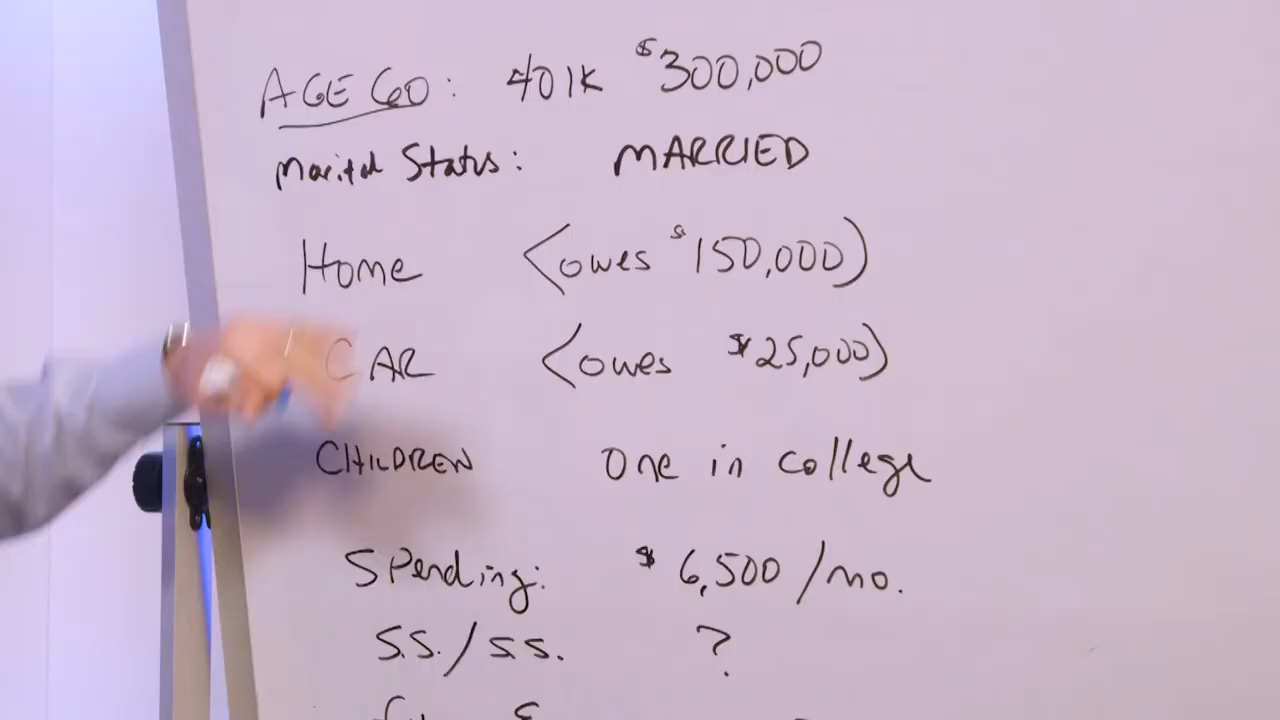 AGE 60: 401K $300,000
Marital Status: MARRIED
Home (owes $150,000)
CAR (owes $25,000)
CHILDREN One in college
Spending: $6,500/mo.
S.S./S.S. ?